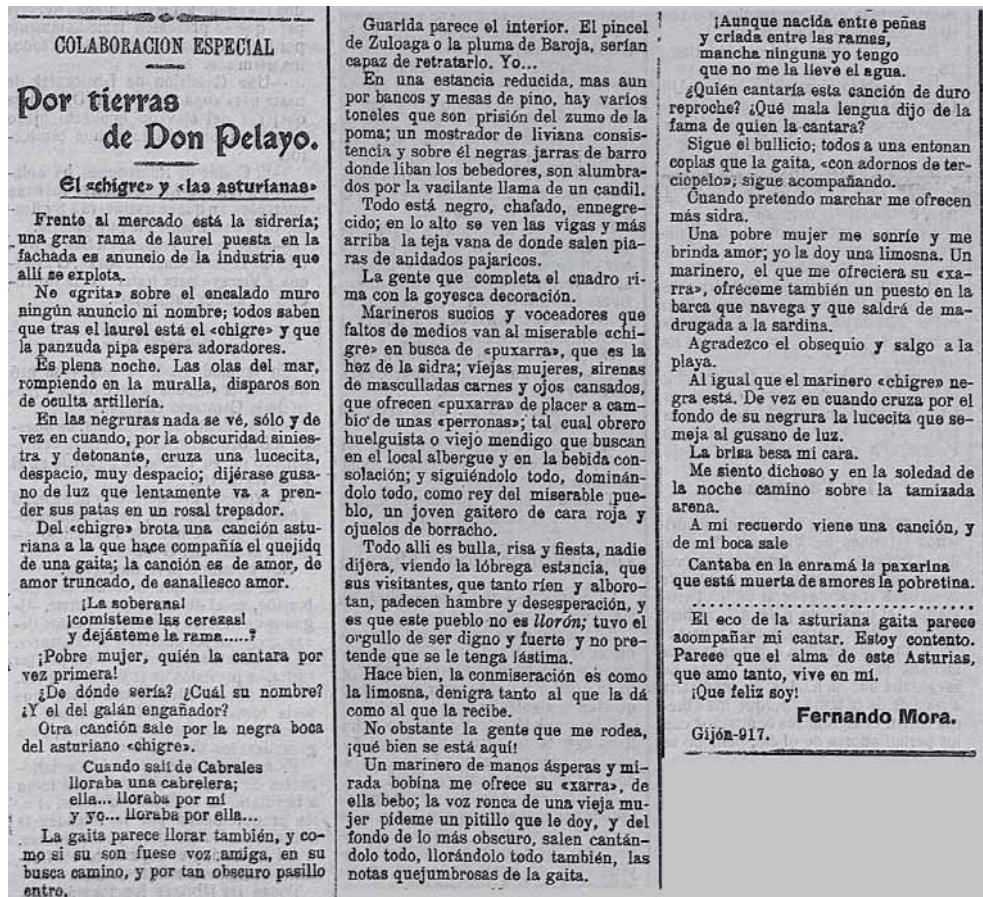 COLABORACION ESPECIAL
Por tierras
de Don Pelayo.
El «chigre» y «las asturianas»
Frente al mercado está la sidrería;
una gran rama de laurel puesta en la
fachada es anuncio de la industria que
allí se explota.
No «grita» sobre el encalado muro
ningún anuncio ni nombre; todos saben
que tras el laurel está el «chigre» y que
la panzuda pipa espera adoradores.
Es plena noche. Las olas del mar,
rompiendo en la muralla, disparos son
de oculta artillería.
En las negruras nada se vé, sólo y de
vez en cuando, por la obscuridad sinies-
tra y detonante, cruza una lucecita,
despacio, muy despacio; dijérase gusa-
no de luz que lentamente va a pren-
der sus patas en un rosal trepador.
Del «chigre» brota una canción astu-
riana a la que hace compañía el quejido
de una gaita; la canción es de amor, de
amor truncado, de canallesco amor.
¡La soberana!
¡comísteme las cerezas!
y dejásteme la rama.....?
¡Pobre mujer, quién la cantara por
vez primera!
¿De dónde sería? ¿Cuál su nombre?
¿Y el del galán engañador?
Otra canción sale por la negra boca
del asturiano «chigre».
Cuando salí de Cabrales
lloraba una cabrelera;
ella... lloraba por mí
y yo... lloraba por ella...
La gaita parece llorar también, y co-
mo si su son fuese voz amiga, en su
busca camino, y por tan obscuro pasillo
entro.
Guarida parece el interior. El pincel
de Zuloaga o la pluma de Baroja, serían
capaz de retratarlo. Yo...
En una estancia reducida, mas aun
por bancos y mesas de pino, hay varios
toneles que son prisión del zumo de la
poma; un mostrador de liviana consis-
tencia y sobre él negras jarras de barro
donde liban los bebedores, son alumbra-
dos por la vacilante llama de un candil.
Todo está negro, chafado, ennegre-
cido; en lo alto se ven las vigas y más
arriba la teja vana de donde salen pia-
ras de anidados pajaricos.
La gente que completa el cuadro ri-
ma con la goyesca decoración.
Marineros sucios y voceadores que
faltos de medios van al miserable «chi-
gre» en busca de «puxarra», que es la
hez de la sidra; viejas mujeres, sirenas
de masculladas carnes y ojos cansados,
que ofrecen «puxarra» de placer a cam-
bio de unas «perronas»; tal cual obrero
huelguista o viejo mendigo que buscan
en el local albergue y en la bebida con-
solación; y siguiéndolo todo, dominán-
dolo todo, como rey del miserable pue-
blo, un joven gaitero de cara roja y
ojuelos de borracho.
Todo alli es bulla, risa y fiesta, nadie
dijera, viendo la lóbrega estancia, que
sus visitantes, que tanto ríen y alboro-
tan, padecen hambre y desesperación, y
es que este pueblo no es llorón; tuvo el
orgullo de ser digno y fuerte y no pre-
tende que se le tenga lástima.
Hace bien, la conmiseración es como
la limosna, denigra tanto al que la dá
como al que la recibe.
No obstante la gente que me rodea,
¡qué bien se está aquí!
Un marinero de manos ásperas y mi-
rada bobina me ofrece su «xarra», de
ella bebo; la voz ronca de una vieja mu-
jer pídeme un pitillo que le doy, y del
fondo de lo más obscuro, salen cantán-
dolo todo, llorándolo todo también, las
notas quejumbrosas de la gaita.
¡Aunque nacida entre peñas
y criada entre las ramas,
mancha ninguna yo tengo
que no me la lleve el agua.
¿Quién cantaría esta canción de duro
reproche? ¿Qué mala lengua dijo de la
fama de quien la cantara?
Sigue el bullicio; todos a una entonan
coplas que la gaita, «con adornos de ter-
ciopelo»; sigue acompañando.
Cuando pretendo marchar me ofrecen
más sidra.
Una pobre mujer me sonríe y me
brinda amor; yo la doy una limosna. Un
marinero, el que me ofreciera su «xa-
rra», ofréceme también un puesto en la
barca que navega y que saldrá de ma-
drugada a la sardina.
Agradezco el obsequio y salgo a la
playa.
Al igual que el marinero «chigre» ne-
gra está. De vez en cuando cruza por el
fondo de su negrura la lucecita que se-
meja al gusano de luz.
La brisa besa mi cara.
Me siento dichoso y en la soledad de
la noche camino sobre la tamizada
arena.
A mi recuerdo viene una canción, y
de mi boca sale
Cantaba en la enramá la paxarina
que está muerta de amores la pobretina.
. . . . . . . . . . . . . . . . . . . . . . . . . . . .
El eco de la asturiana gaita parece
acompañar mi cantar. Estoy contento.
Parece que el alma de este Asturias,
que amo tanto, vive en mí.
¡Que feliz soy!
Fernando Mora.
Gijón-917.